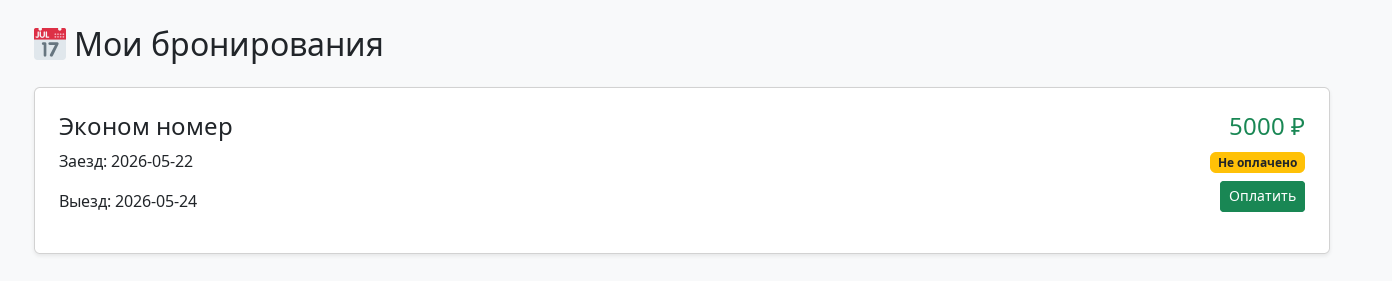 JUL
17
Мои бронирования
Эконом номер
5000 ₽
Заезд: 2026-05-22
Не оплачено
Оплатить
Выезд: 2026-05-24